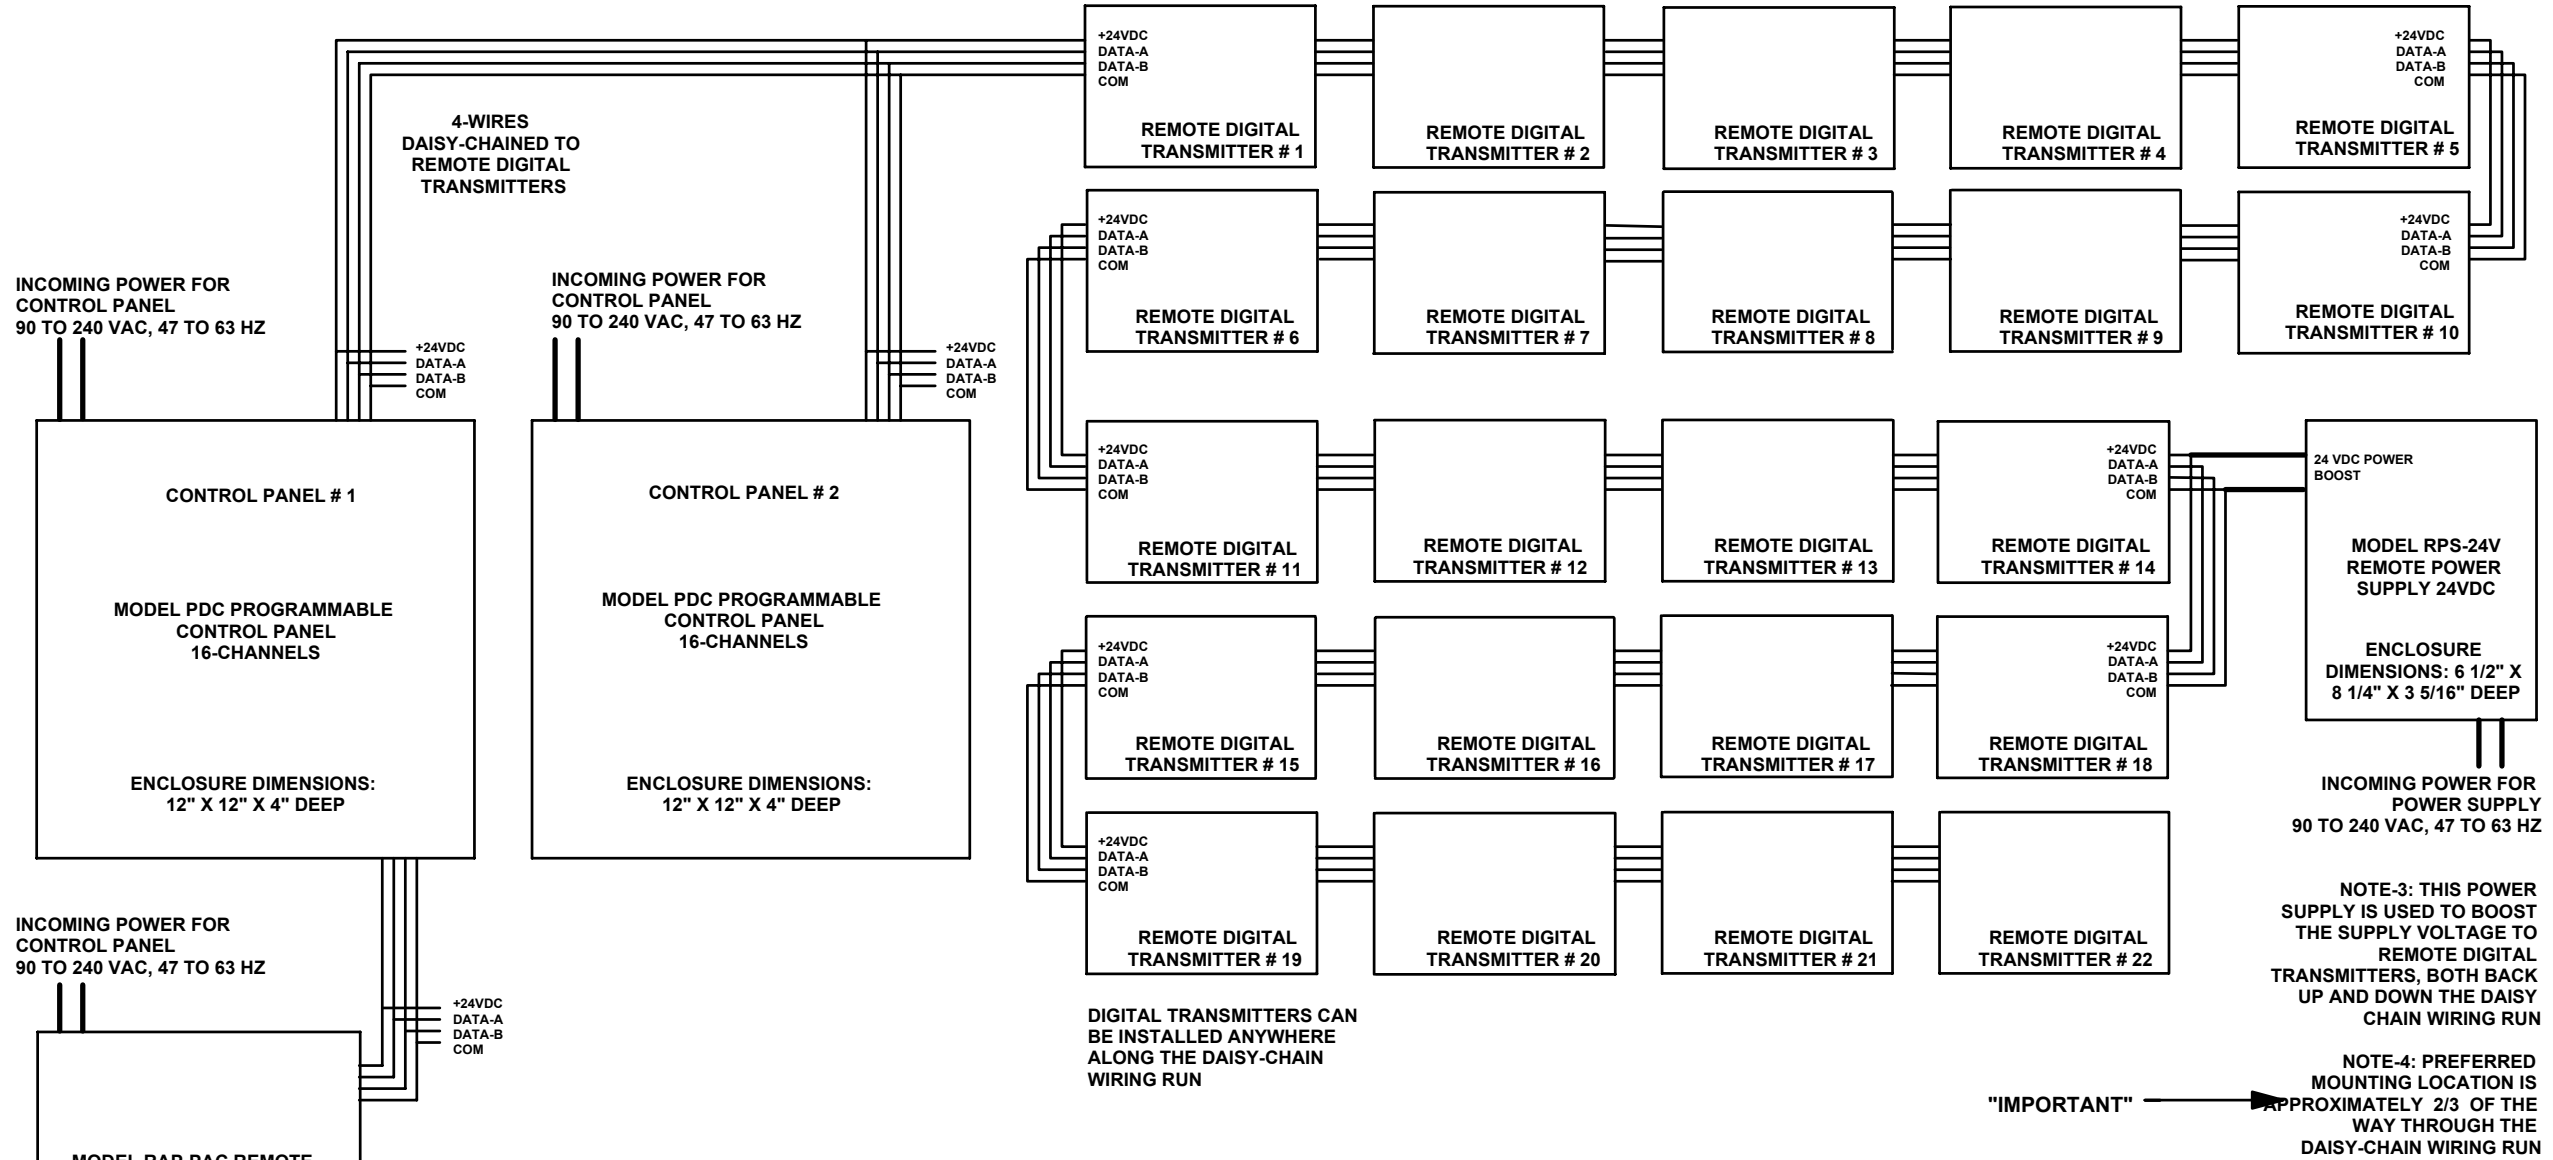 +24VDC
DATA-A
DATA-B
COM
REMOTE DIGITAL
TRANSMITTER # 1
REMOTE DIGITAL
TRANSMITTER # 2
REMOTE DIGITAL
TRANSMITTER # 3
REMOTE DIGITAL
TRANSMITTER # 4
+24VDC
DATA-A
DATA-B
COM
REMOTE DIGITAL
TRANSMITTER # 5
4-WIRES
DAISY-CHAINED TO
REMOTE DIGITAL
TRANSMITTERS
+24VDC
DATA-A
DATA-B
COM
REMOTE DIGITAL
TRANSMITTER # 6
REMOTE DIGITAL
TRANSMITTER # 7
REMOTE DIGITAL
TRANSMITTER # 8
REMOTE DIGITAL
TRANSMITTER # 9
+24VDC
DATA-A
DATA-B
COM
REMOTE DIGITAL
TRANSMITTER # 10
INCOMING POWER FOR
CONTROL PANEL
90 TO 240 VAC, 47 TO 63 HZ
+24VDC
DATA-A
DATA-B
COM
INCOMING POWER FOR
CONTROL PANEL
90 TO 240 VAC, 47 TO 63 HZ
+24VDC
DATA-A
DATA-B
COM
CONTROL PANEL # 1
MODEL PDC PROGRAMMABLE
CONTROL PANEL
16-CHANNELS
ENCLOSURE DIMENSIONS:
12" X 12" X 4" DEEP
CONTROL PANEL # 2
MODEL PDC PROGRAMMABLE
CONTROL PANEL
16-CHANNELS
ENCLOSURE DIMENSIONS:
12" X 12" X 4" DEEP
+24VDC
DATA-A
DATA-B
COM
REMOTE DIGITAL
TRANSMITTER # 11
REMOTE DIGITAL
TRANSMITTER # 12
REMOTE DIGITAL
TRANSMITTER # 13
+24VDC
DATA-A
DATA-B
COM
REMOTE DIGITAL
TRANSMITTER # 14
24 VDC POWER
BOOST
MODEL RPS-24V
REMOTE POWER
SUPPLY 24VDC
ENCLOSURE
DIMENSIONS: 6 1/2" X
8 1/4" X 3 5/16" DEEP
+24VDC
DATA-A
DATA-B
COM
REMOTE DIGITAL
TRANSMITTER # 15
REMOTE DIGITAL
TRANSMITTER # 16
REMOTE DIGITAL
TRANSMITTER # 17
+24VDC
DATA-A
DATA-B
COM
REMOTE DIGITAL
TRANSMITTER # 18
INCOMING POWER FOR
POWER SUPPLY
90 TO 240 VAC, 47 TO 63 HZ
+24VDC
DATA-A
DATA-B
COM
REMOTE DIGITAL
TRANSMITTER # 19
REMOTE DIGITAL
TRANSMITTER # 20
REMOTE DIGITAL
TRANSMITTER # 21
REMOTE DIGITAL
TRANSMITTER # 22
NOTE-3: THIS POWER
SUPPLY IS USED TO BOOST
THE SUPPLY VOLTAGE TO
REMOTE DIGITAL
TRANSMITTERS, BOTH BACK
UP AND DOWN THE DAISY
CHAIN WIRING RUN
INCOMING POWER FOR
CONTROL PANEL
90 TO 240 VAC, 47 TO 63 HZ
+24VDC
DATA-A
DATA-B
COM
DIGITAL TRANSMITTERS CAN
BE INSTALLED ANYWHERE
ALONG THE DAISY-CHAIN
WIRING RUN
"IMPORTANT"
NOTE-4: PREFERRED
MOUNTING LOCATION IS
APPROXIMATELY 2/3 OF THE
WAY THROUGH THE
DAISY-CHAIN WIRING RUN
MODEL REMOTE